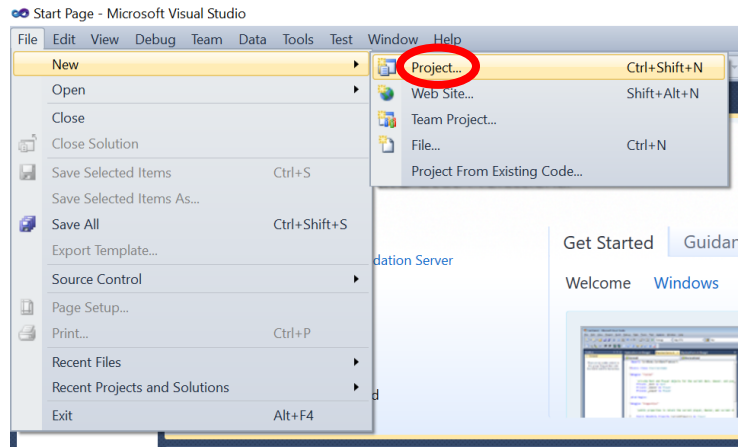 Start Page - Microsoft Visual Studio
File Edit View Debug Team Data Tools Test Window Help
New
Open
Close
Close Solution
Save Selected Items Ctrl+S
Save Selected Items As...
Save All Ctrl+Shift+S
Export Template...
Source Control
Page Setup...
Print... Ctrl+P
Recent Files
Recent Projects and Solutions
Exit Alt+F4
Project... Ctrl+Shift+N
Web Site... Shift+Alt+N
Team Project...
File... Ctrl+N
Project From Existing Code...
dation Server
d
Get Started Guidan
Welcome Windows